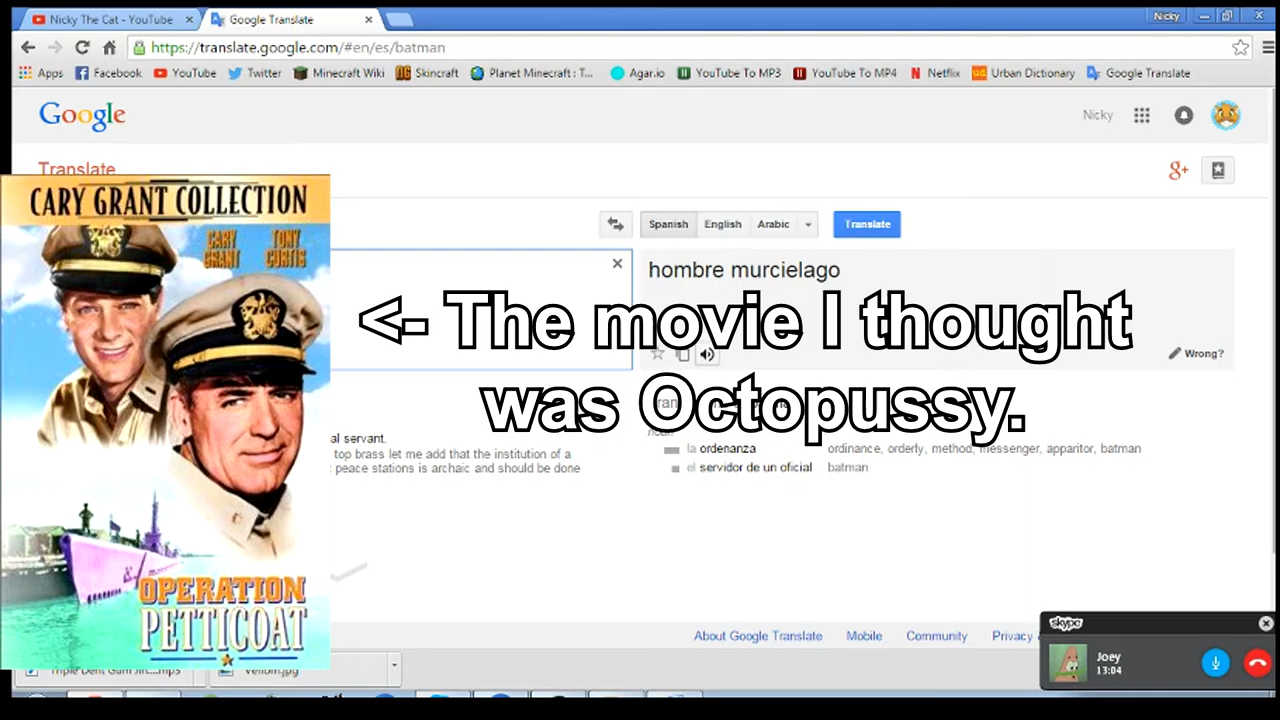 Nicky The Cat - YouTube
Google Translate
Nicky
https://translate.google.com/#en/es/batman
Apps Facebook YouTube Twitter Minecraft Wiki Skincraft Planet Minecraft : T... Agar.io YouTube To MP3 YouTube To MP4 Netflix Urban Dictionary Google Translate
Google
Nicky
Translate
g+
CARY GRANT COLLECTION
CARY GRANT
TONY CURTIS
OPERATION
PETTICOAT
Spanish English Arabic Translate
hombre murcielago
<- The movie I thought
was Octopussy.
Wrong?
noun
al servant.
top brass let me add that the institution of a
peace stations is archaic and should be done
la ordenanza ordinance, orderly, method, messenger, apparitor, batman
el servidor de un oficial batman
About Google Translate Mobile Community Privacy
skype
Joey
13:04